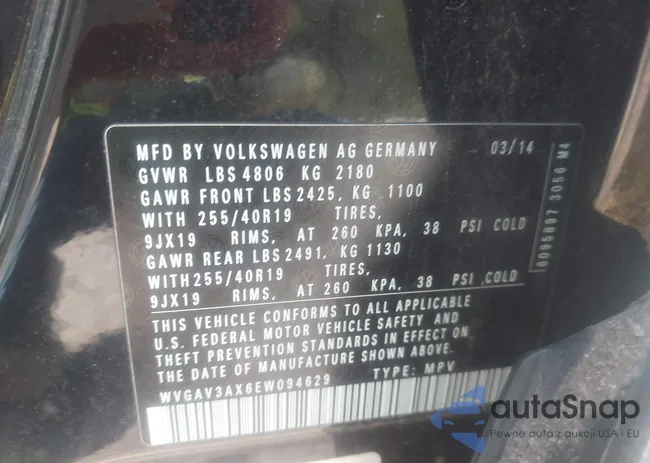 MFD BY VOLKSWAGEN AG GERMANY 03/14
GVWR LBS 4806 KG 2180
GAWR FRONT LBS 2425, KG 1100
WITH 255/40R19 TIRES,
9JX19 RIMS, AT 260 KPA, 38 PSI COLD
GAWR REAR LBS 2491, KG 1130
WITH 255/40R19 TIRES,
9JX19 RIMS, AT 260 KPA, 38 PSI COLD
THIS VEHICLE CONFORMS TO ALL APPLICABLE
U.S. FEDERAL MOTOR VEHICLE SAFETY AND
THEFT PREVENTION STANDARDS IN EFFECT ON
THE DATE OF MANUFACTURE SHOWN ABOVE.
WVGAV3AX6EW094629 TYPE: MPV
6095897 3056 M4
autaSnap
Pewne auta z aukcji USA i EU